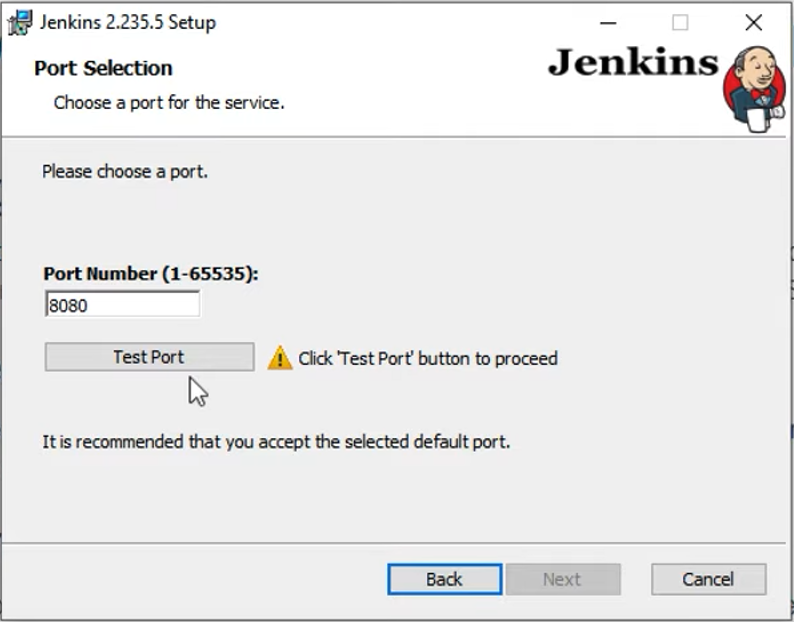 Jenkins 2.235.5 Setup
Port Selection
Jenkins
Choose a port for the service.
Please choose a port.
Port Number (1-65535):
8080
Test Port
Click 'Test Port' button to proceed
It is recommended that you accept the selected default port.
Back
Next
Cancel